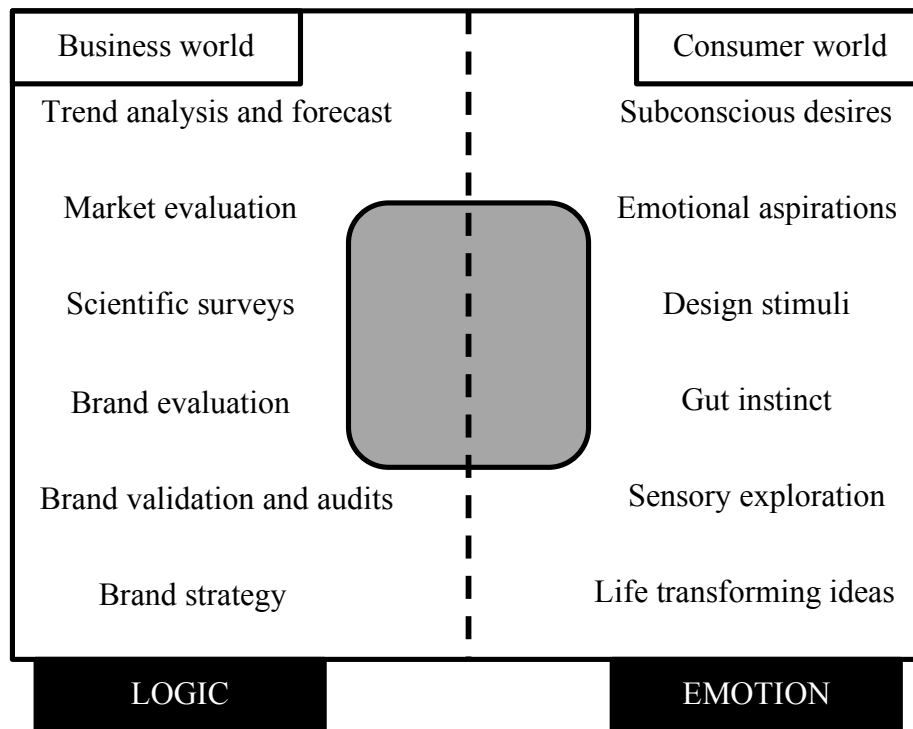 Business world
Consumer world
Trend analysis and forecast
Subconscious desires
Market evaluation
Emotional aspirations
Scientific surveys
Design stimuli
Brand evaluation
Gut instinct
Brand validation and audits
Sensory exploration
Brand strategy
Life transforming ideas
LOGIC
EMOTION